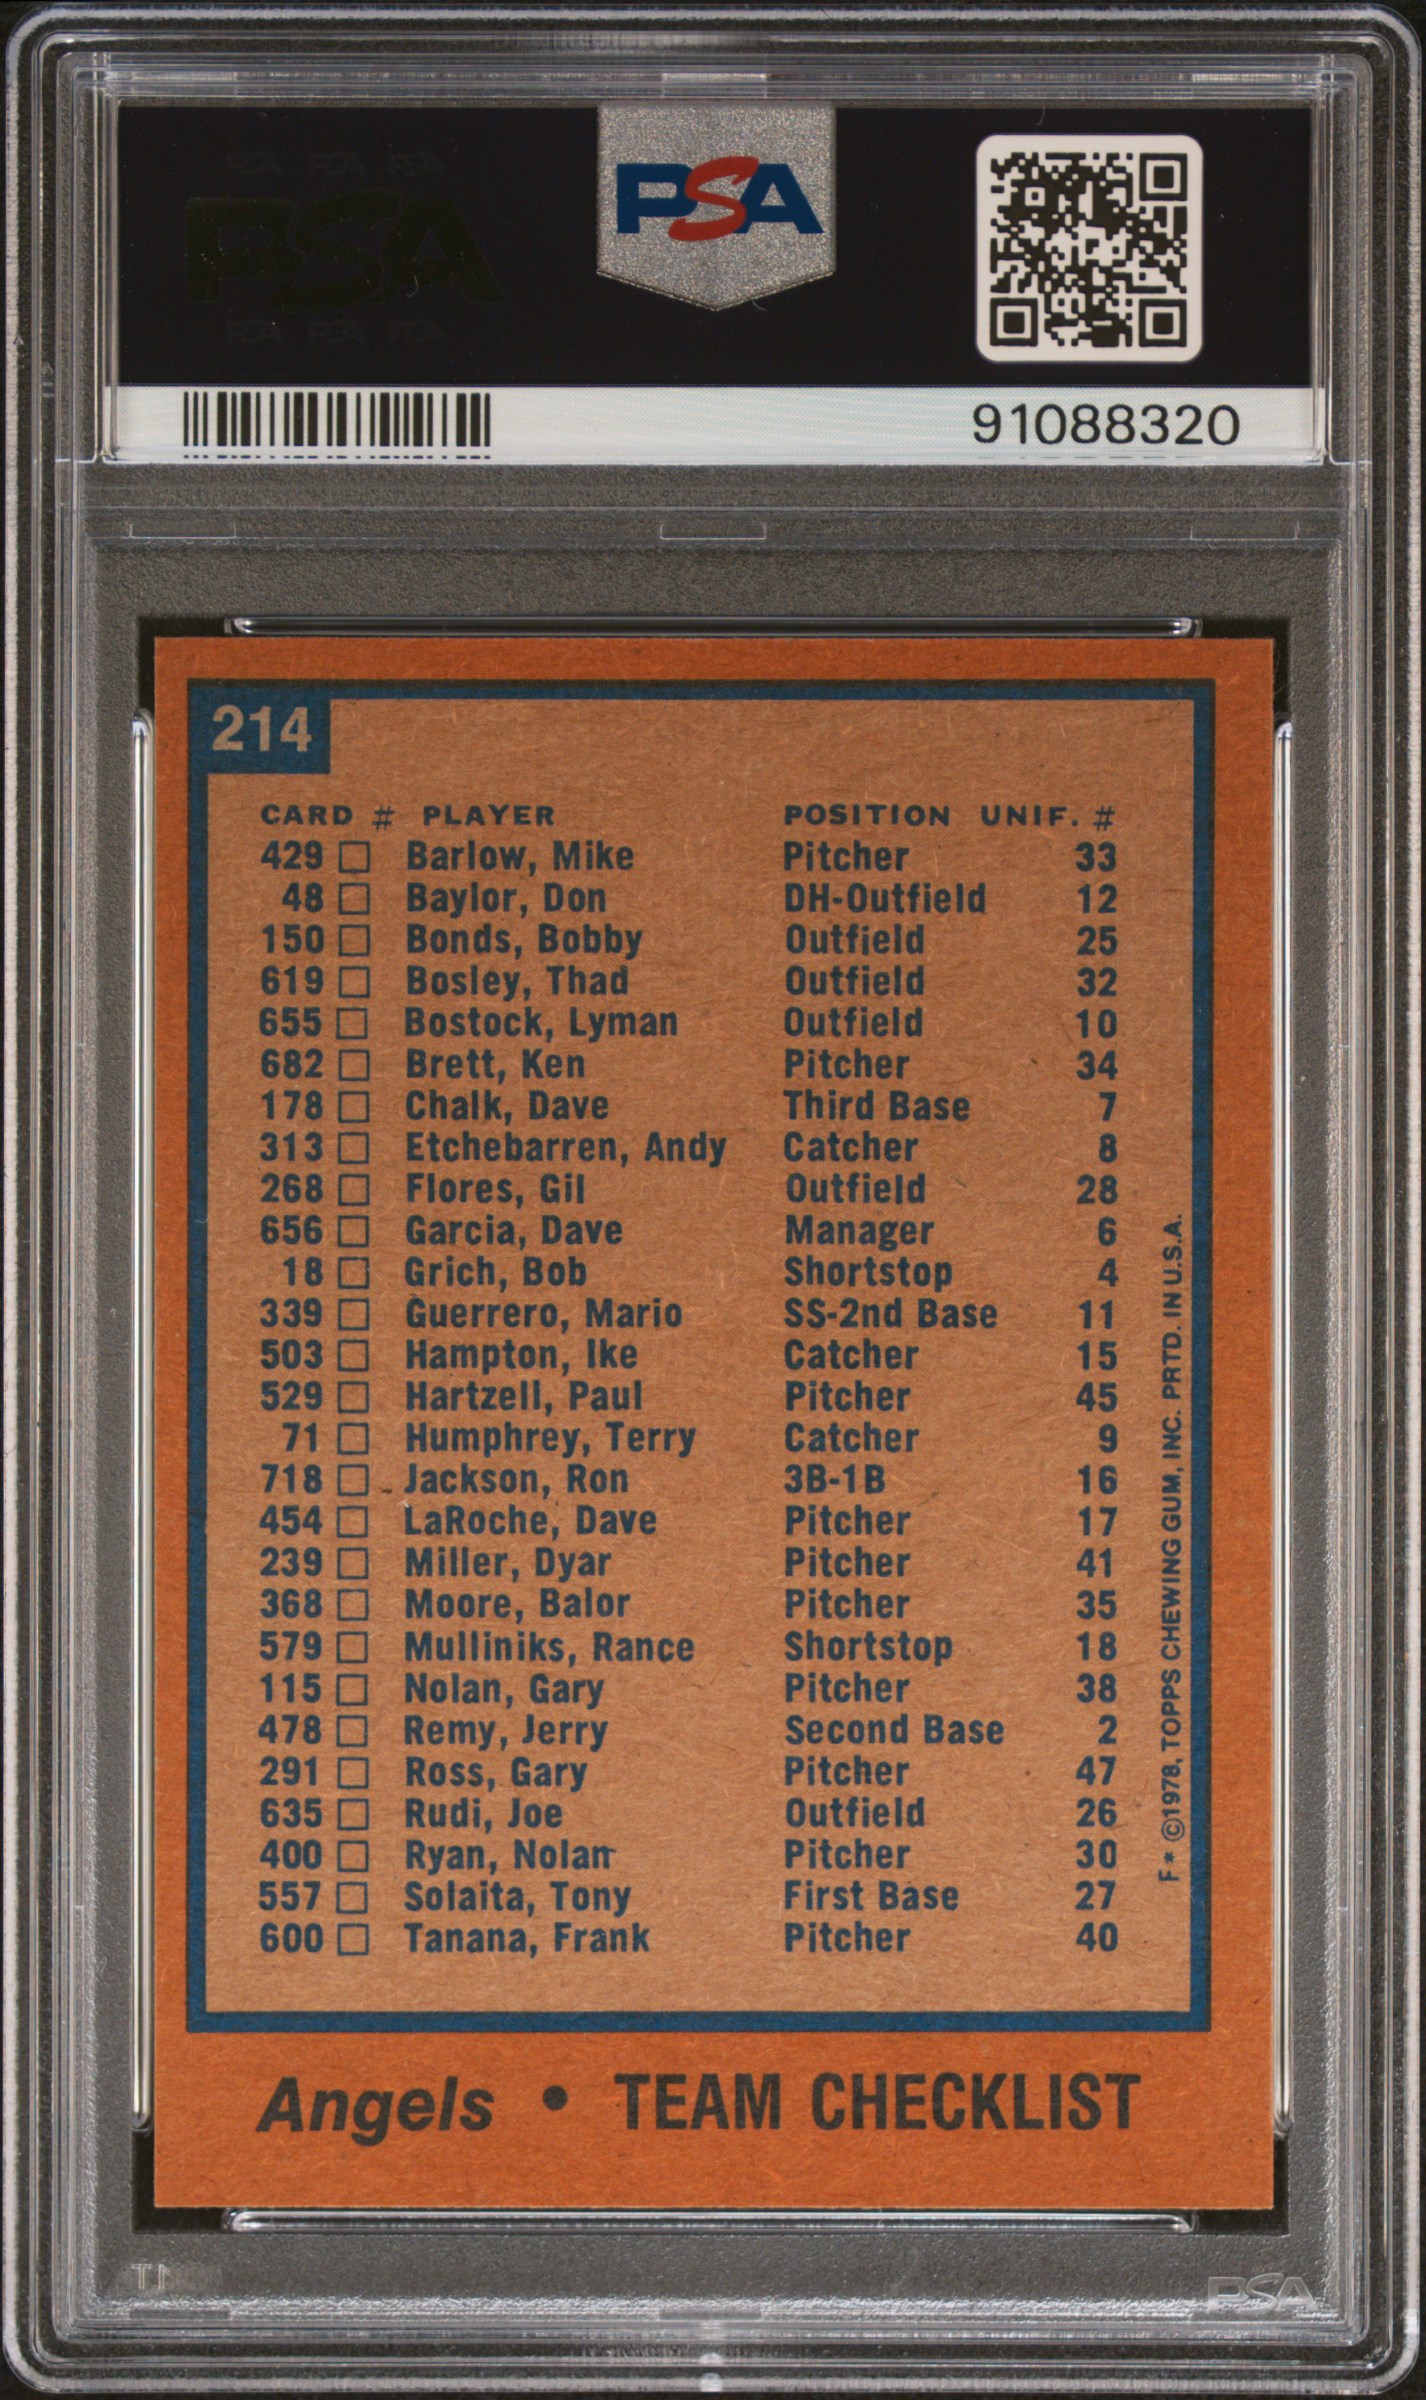 PSA
PSA PSA PSA
PSA
PSA PSA PSA
91088320
214
CARD # PLAYER POSITION UNIF. #
429 □ Barlow, Mike Pitcher 33
48 □ Baylor, Don DH-Outfield 12
150 □ Bonds, Bobby Outfield 25
619 □ Bosley, Thad Outfield 32
655 □ Bostock, Lyman Outfield 10
682 □ Brett, Ken Pitcher 34
178 □ Chalk, Dave Third Base 7
313 □ Etchebarren, Andy Catcher 8
268 □ Flores, Gil Outfield 28
656 □ Garcia, Dave Manager 6
18 □ Grich, Bob Shortstop 4
339 □ Guerrero, Mario SS-2nd Base 11
503 □ Hampton, Ike Catcher 15
529 □ Hartzell, Paul Pitcher 45
71 □ Humphrey, Terry Catcher 9
718 □ Jackson, Ron 3B-1B 16
454 □ LaRoche, Dave Pitcher 17
239 □ Miller, Dyar Pitcher 41
368 □ Moore, Balor Pitcher 35
579 □ Mulliniks, Rance Shortstop 18
115 □ Nolan, Gary Pitcher 38
478 □ Remy, Jerry Second Base 2
291 □ Ross, Gary Pitcher 47
635 □ Rudi, Joe Outfield 26
400 □ Ryan, Nolan Pitcher 30
557 □ Solaita, Tony First Base 27
600 □ Tanana, Frank Pitcher 40
F* ©1978, TOPPS CHEWING GUM, INC. PRTD. IN U.S.A.
Angels • TEAM CHECKLIST
PSA